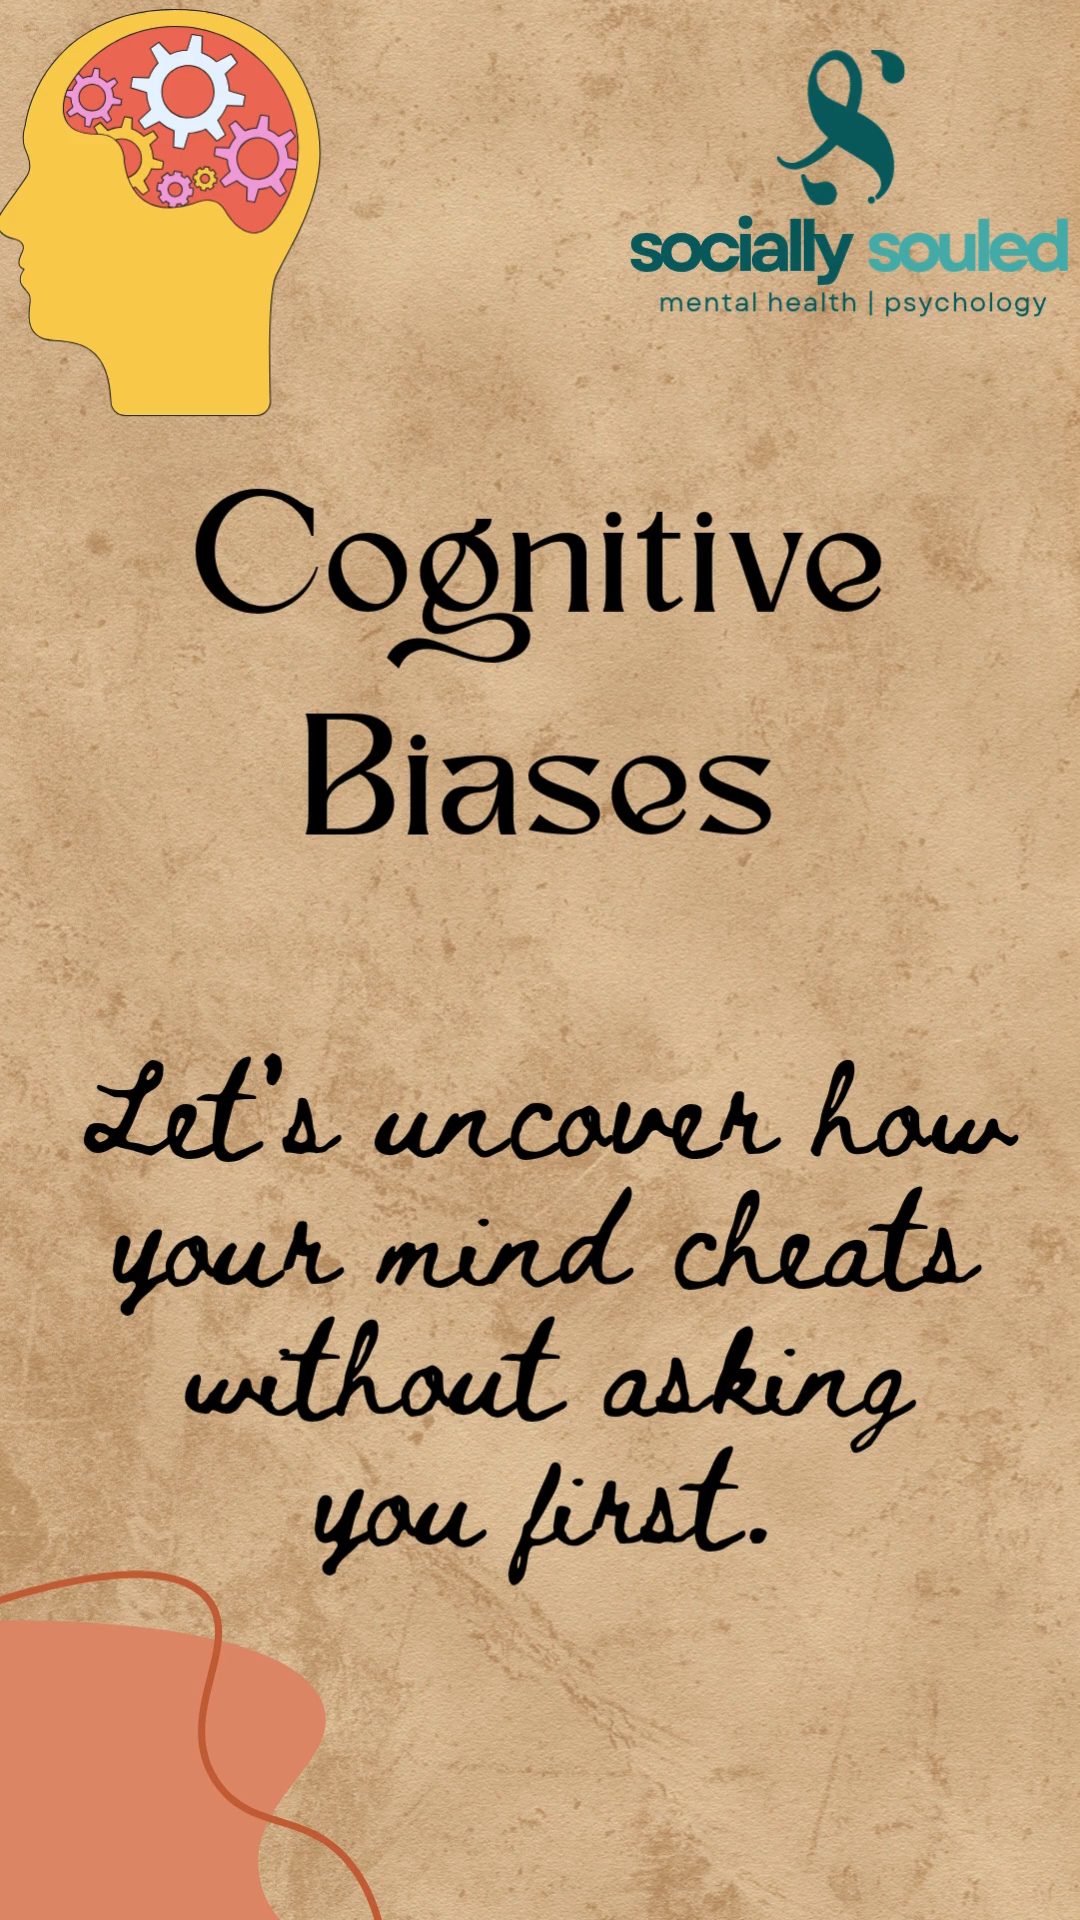 socially souled
mental health | psychology
Cognitive
Biases
Let's uncover how
your mind cheats
without asking
you first.